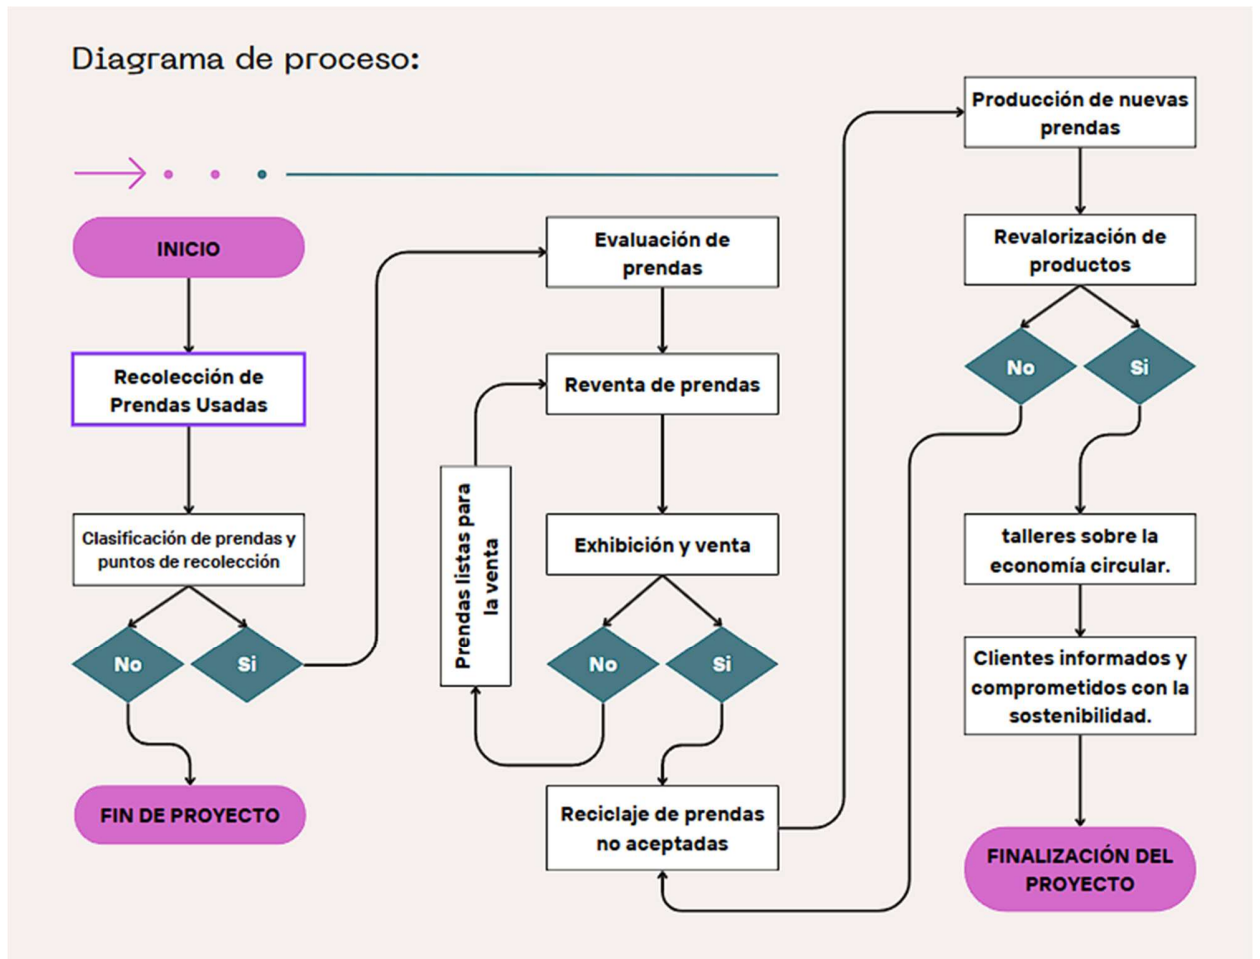 Diagrama de proceso:
INICIO
Recolección de
Prendas Usadas
Clasificación de prendas y
puntos de recolección
No
Si
FIN DE PROYECTO
Evaluación de
prendas
Reventa de prendas
Prendas listas para
la venta
Exhibición y venta
No
Si
Reciclaje de prendas
no aceptadas
Producción de nuevas
prendas
Revalorización de
productos
No
Si
talleres sobre la
economía circular.
Clientes informados y
comprometidos con la
sostenibilidad.
FINALIZACIÓN DEL
PROYECTO